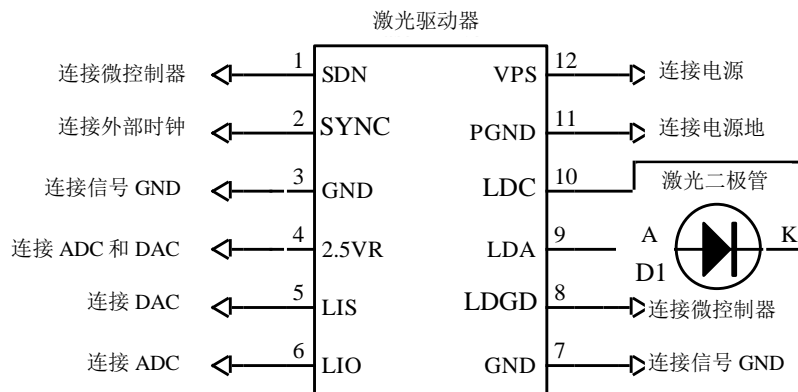 激光驱动器
连接微控制器 1 SDN VPS 12 连接电源
连接外部时钟 2 SYNC PGND 11 连接电源地
连接信号 GND 3 GND LDC 10 激光二极管
连接 ADC 和 DAC 4 2.5VR LDA 9 A K
D1
连接 DAC 5 LIS LDGD 8 连接微控制器
连接 ADC 6 LIO GND 7 连接信号 GND